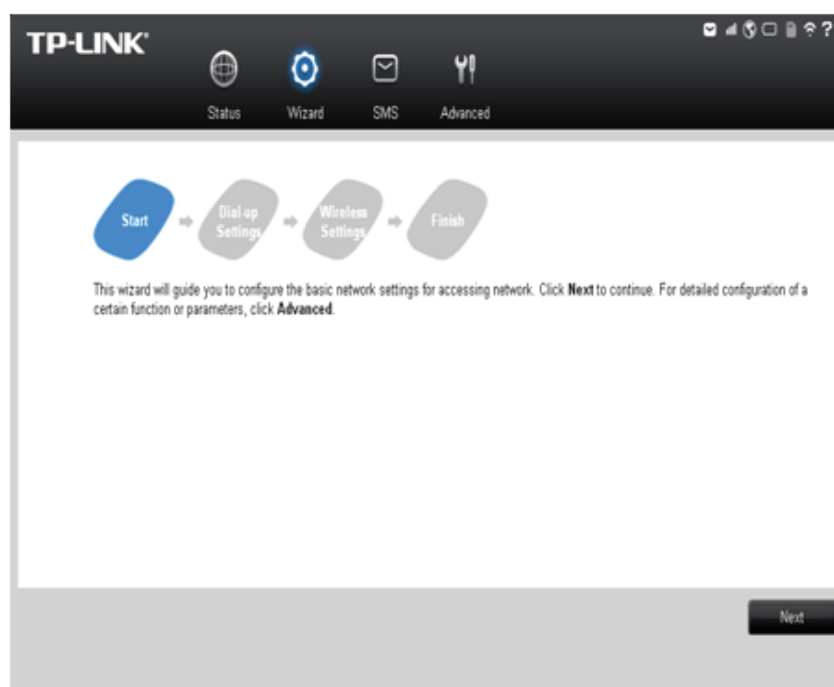 TP-LINK
?
Status Wizard SMS Advanced
Start
Dial-up
Settings
Wireless
Settings
Finish
This wizard will guide you to configure the basic network settings for accessing network. Click Next to continue. For detailed configuration of a
certain function or parameters, click Advanced.
Next